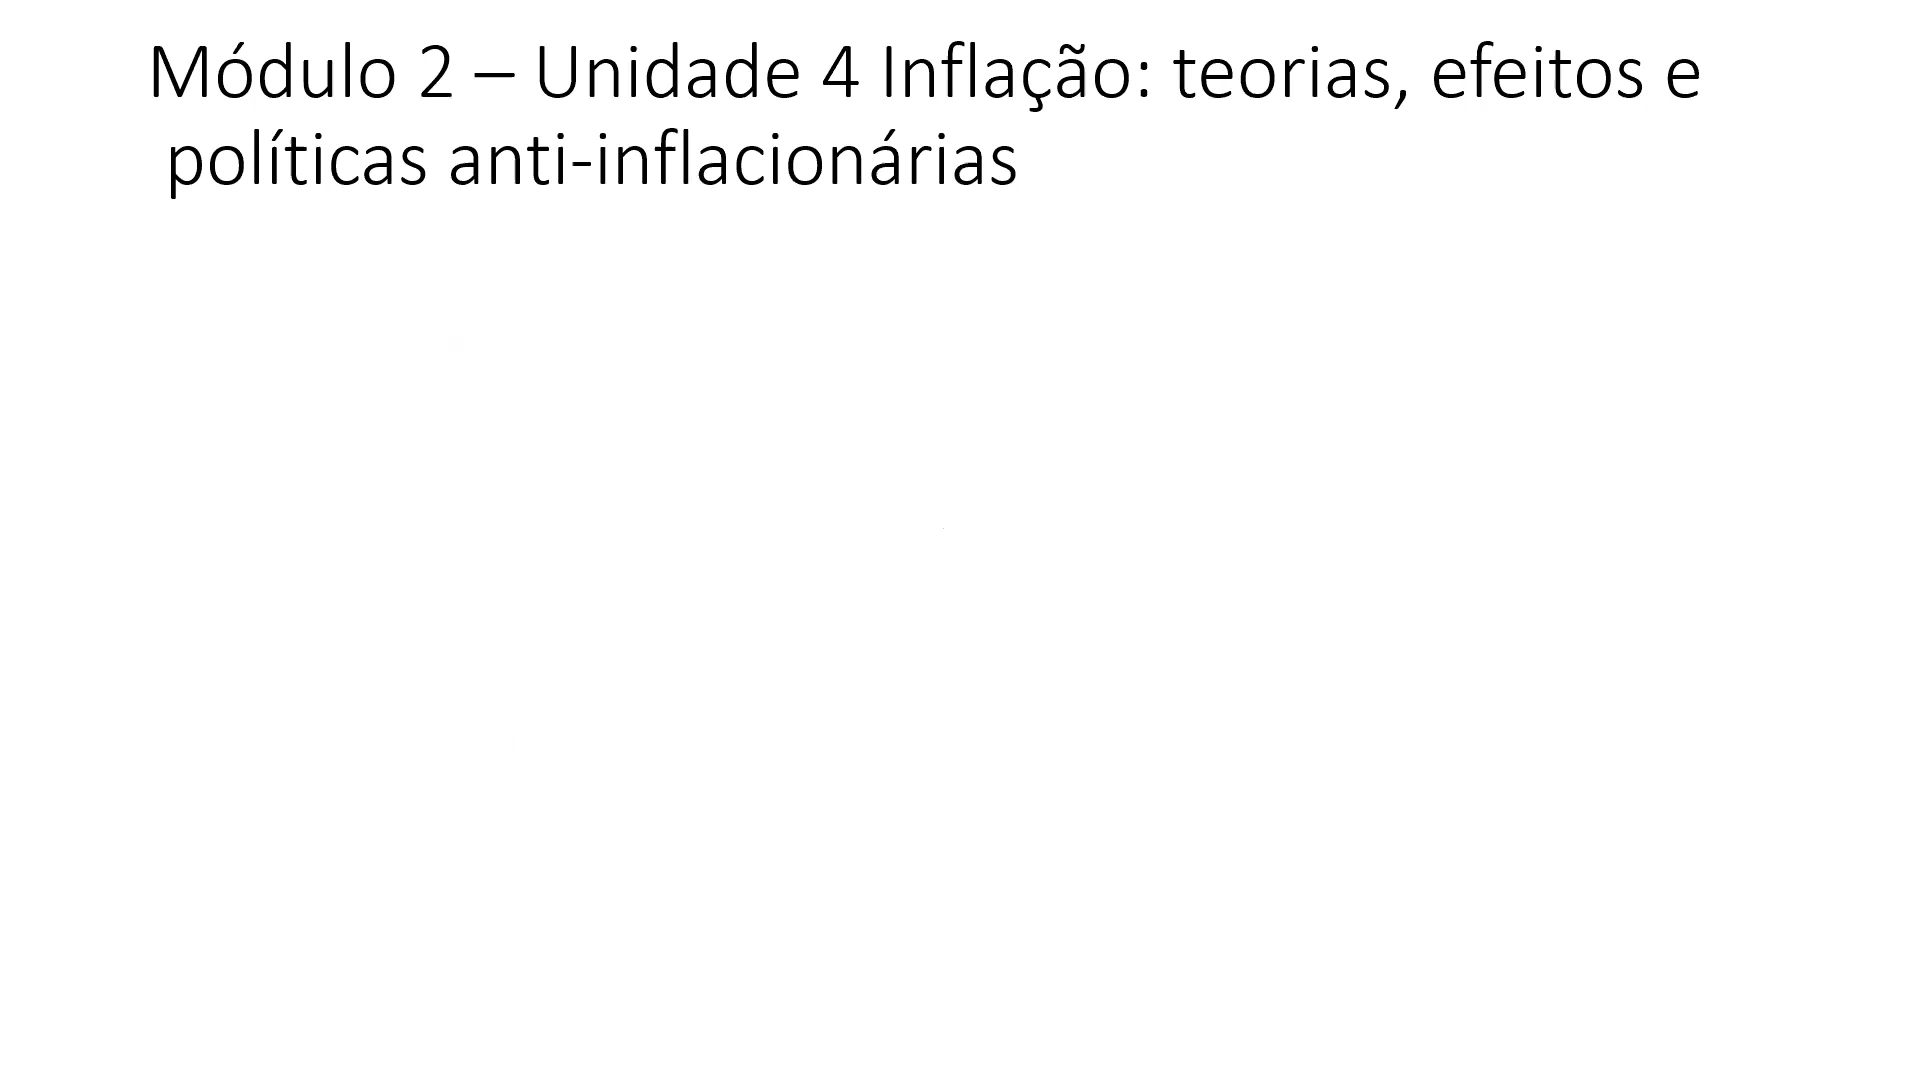 Módulo 2 – Unidade 4 Inflação: teorias, efeitos e
políticas anti-inflacionárias